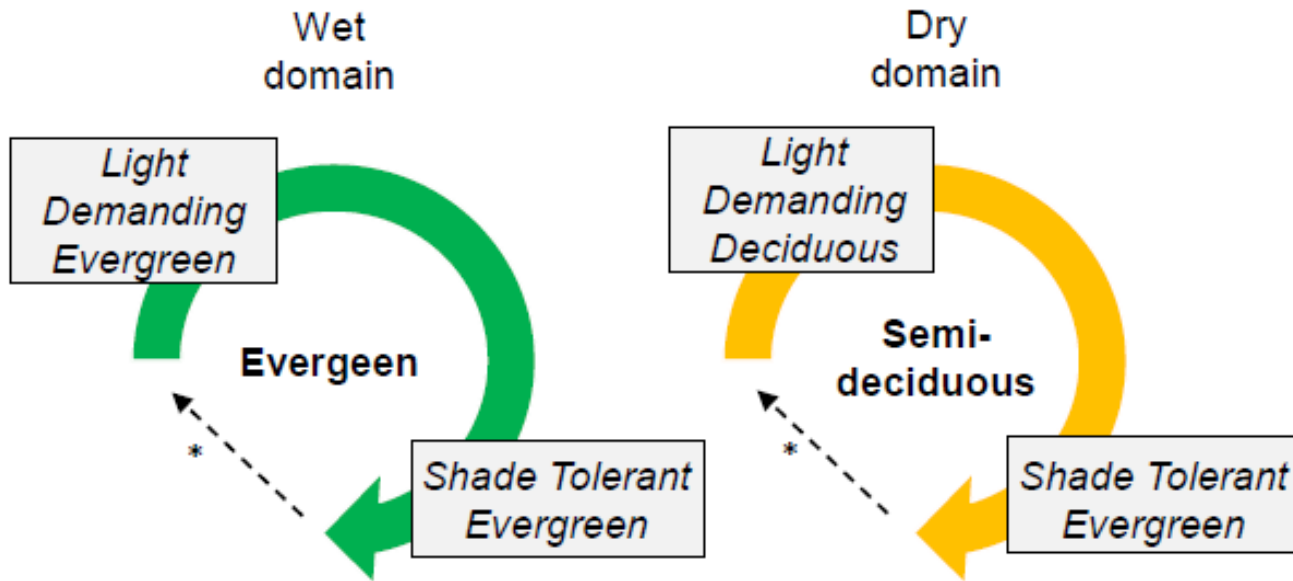 Wet
domain
Light
Demanding
Evergreen
Evergeen
*
Shade Tolerant
Evergreen
Dry
domain
Light
Demanding
Deciduous
Semi-
deciduous
*
Shade Tolerant
Evergreen